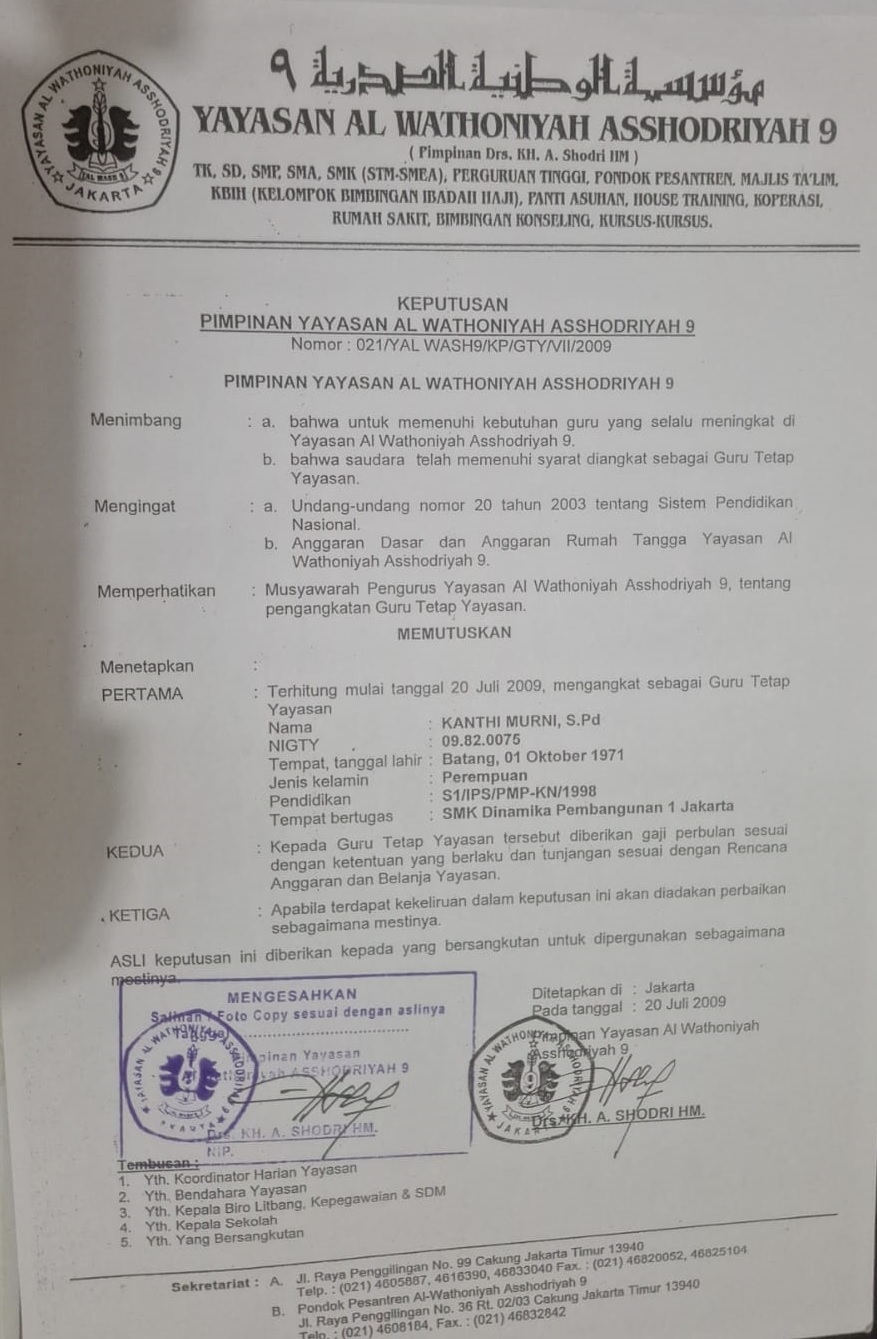 YAYASAN AL WATHONIYAH ASSHODRIYAH 9
JAKARTA
مؤسسة الوطنية الصدرية ٩
YAYASAN AL WATHONIYAH ASSHODRIYAH 9
( Pimpinan Drs. KH. A. Shodri HM )
TK, SD, SMP, SMA, SMK (STM-SMEA), PERGURUAN TINGGI, PONDOK PESANTREN, MAJLIS TA'LIM,
KBIH (KELOMPOK BIMBINGAN IBADAH HAJI), PANTI ASUHAN, HOUSE TRAINING, KOPERASI,
RUMAH SAKIT, BIMBINGAN KONSELING, KURSUS-KURSUS.
KEPUTUSAN
PIMPINAN YAYASAN AL WATHONIYAH ASSHODRIYAH 9
Nomor : 021/YAL WASH9/KP/GTY/VII/2009
PIMPINAN YAYASAN AL WATHONIYAH ASSHODRIYAH 9
Menimbang : a. bahwa untuk memenuhi kebutuhan guru yang selalu meningkat di
Yayasan Al Wathoniyah Asshodriyah 9.
b. bahwa saudara telah memenuhi syarat diangkat sebagai Guru Tetap
Yayasan.
Mengingat : a. Undang-undang nomor 20 tahun 2003 tentang Sistem Pendidikan
Nasional.
b. Anggaran Dasar dan Anggaran Rumah Tangga Yayasan Al
Wathoniyah Asshodriyah 9.
Memperhatikan : Musyawarah Pengurus Yayasan Al Wathoniyah Asshodriyah 9, tentang
pengangkatan Guru Tetap Yayasan.
MEMUTUSKAN
Menetapkan :
PERTAMA : Terhitung mulai tanggal 20 Juli 2009, mengangkat sebagai Guru Tetap
Yayasan
Nama : KANTHI MURNI, S.Pd
NIGTY : 09.82.0075
Tempat, tanggal lahir : Batang, 01 Oktober 1971
Jenis kelamin : Perempuan
Pendidikan : S1/IPS/PMP-KN/1998
Tempat bertugas : SMK Dinamika Pembangunan 1 Jakarta
KEDUA : Kepada Guru Tetap Yayasan tersebut diberikan gaji perbulan sesuai
dengan ketentuan yang berlaku dan tunjangan sesuai dengan Rencana
Anggaran dan Belanja Yayasan.
KETIGA : Apabila terdapat kekeliruan dalam keputusan ini akan diadakan perbaikan
sebagaimana mestinya.
ASLI keputusan ini diberikan kepada yang bersangkutan untuk dipergunakan sebagaimana
mestinya.
MENGESAHKAN
Salinan / Foto Copy sesuai dengan aslinya
Tanggal
Pimpinan Yayasan
ASSHODRIYAH 9
Drs. KH. A. SHODRI HM.
NIP.
Ditetapkan di : Jakarta
Pada tanggal : 20 Juli 2009
Pimpinan Yayasan Al Wathoniyah
Asshodriyah 9
Drs. KH. A. SHODRI HM.
Tembusan :
1. Yth. Koordinator Harian Yayasan
2. Yth. Bendahara Yayasan
3. Yth. Kepala Biro Litbang, Kepegawaian & SDM
4. Yth. Kepala Sekolah
5. Yth. Yang Bersangkutan
Sekretariat : A. Jl. Raya Penggilingan No. 99 Cakung Jakarta Timur 13940
Telp. : (021) 4605887, 4616390, 46833040 Fax. : (021) 46820052, 46825104
B. Pondok Pesantren Al-Wathoniyah Asshodriyah 9
Jl. Raya Penggilingan No. 36 Rt. 02/03 Cakung Jakarta Timur 13940
Telp. : (021) 4608184, Fax. : (021) 46832842